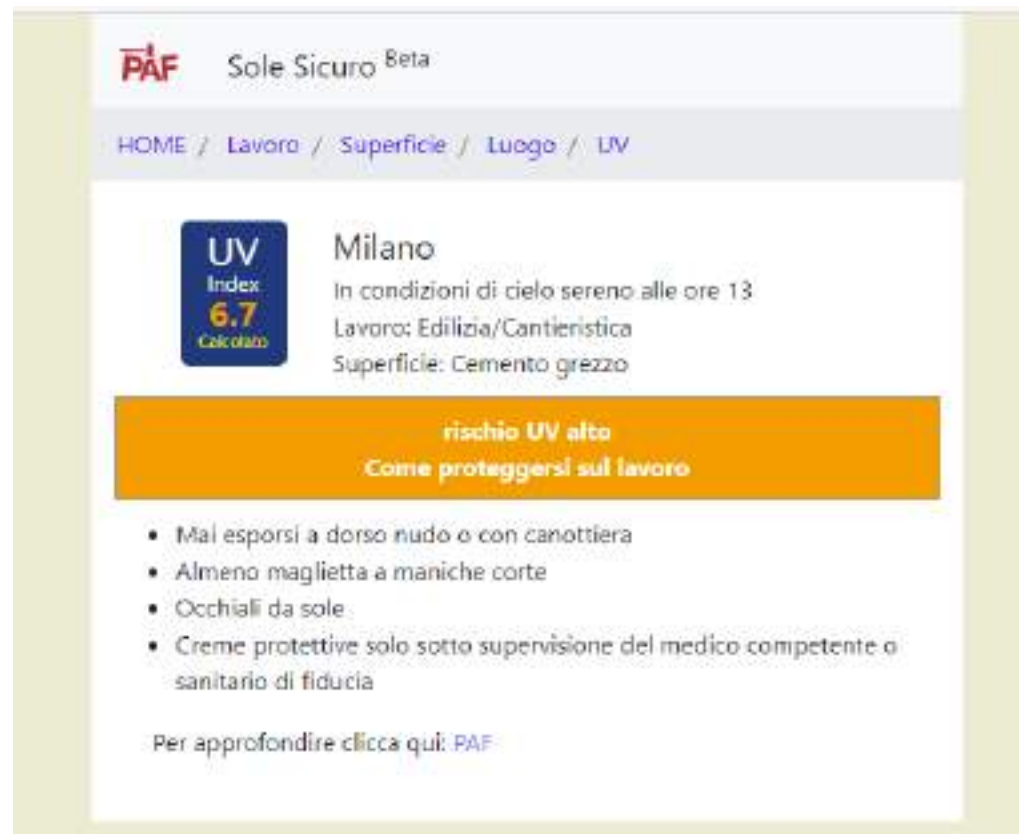 PAF
Sole Sicuro Beta
HOME / Lavoro / Superficie / Luogo / UV
UV
Index
6.7
Calcolato
Milano
In condizioni di cielo sereno alle ore 13
Lavoro: Edilizia/Cantieristica
Superficie: Cemento grezzo
rischio UV alto
Come proteggersi sul lavoro
• Mai esporsi a dorso nudo o con canottiera
• Almeno maglietta a maniche corte
• Occhiali da sole
• Creme protettive solo sotto supervisione del medico competente o
sanitario di fiducia
Per approfondire clicca qui: PAF